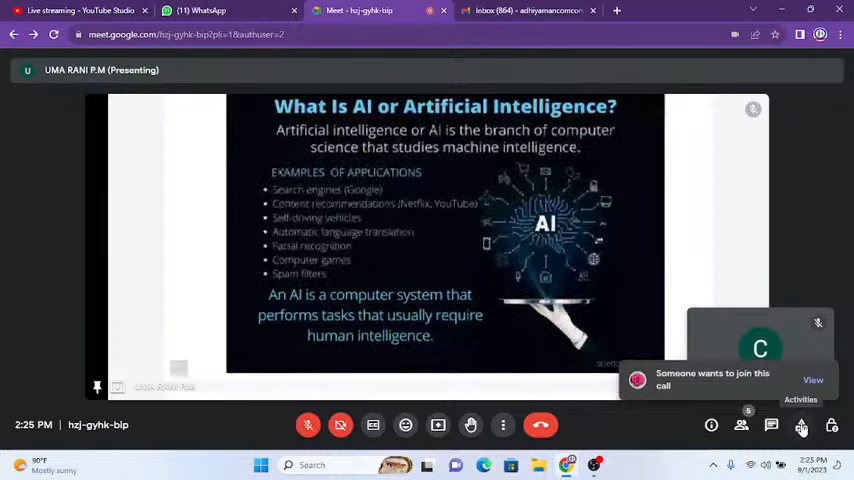 Live streaming - YouTube Studio
(11) WhatsApp
Meet - hzj-gyhk-bip
Inbox (864) - adhiyamancomcor
meet.google.com/hzj-gyhk-bip?pli=1&authuser=2
U
UMA RANI P.M (Presenting)
What Is AI or Artificial Intelligence?
Artificial intelligence or AI is the branch of computer
science that studies machine intelligence.
EXAMPLES OF APPLICATIONS
• Search engines (Google)
• Content recommendations (Netflix, YouTube)
• Self-driving vehicles
• Automatic language translation
• Facial recognition
• Computer games
• Spam filters
AI
An AI is a computer system that
performs tasks that usually require
human intelligence.
C
UMA RANI P.M
Someone wants to join this
call
View
Activities
6
2:25 PM
hzj-gyhk-bip
90°F
Mostly sunny
Search
2:25 PM
9/1/2023